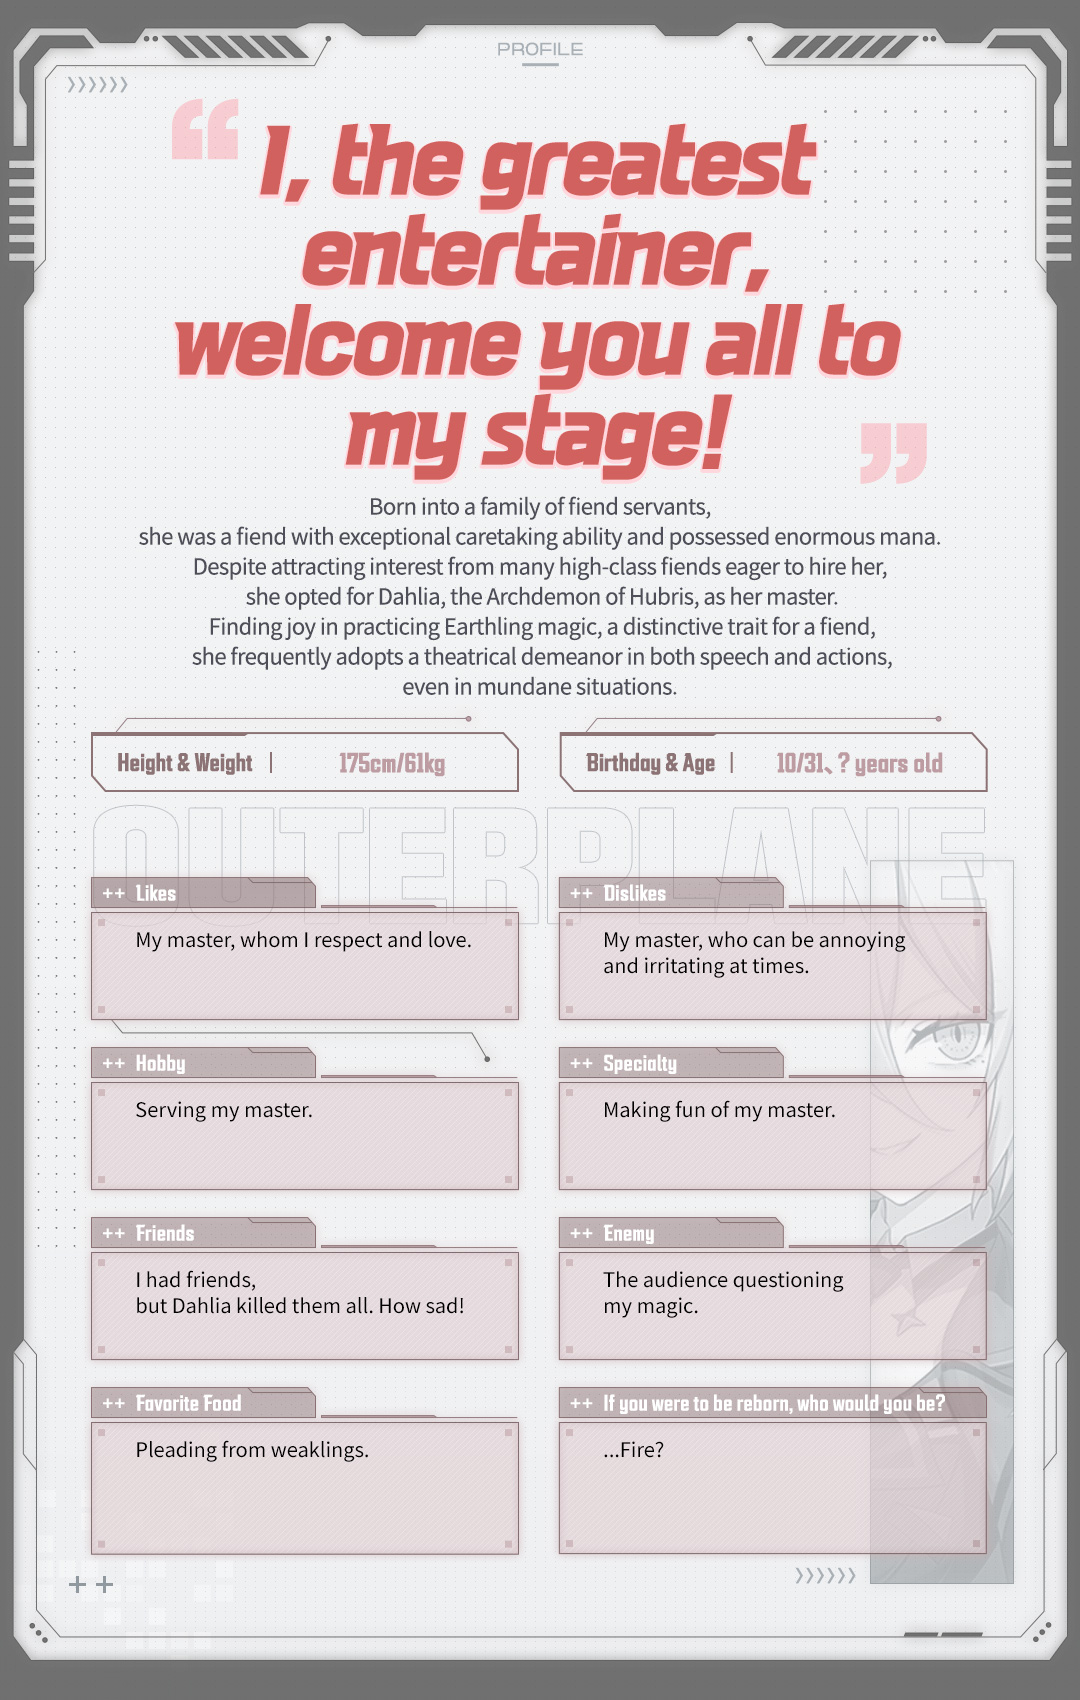 PROFILE
“I, the greatest
entertainer,
welcome you all to
my stage!”
Born into a family of fiend servants,
she was a fiend with exceptional caretaking ability and possessed enormous mana.
Despite attracting interest from many high-class fiends eager to hire her,
she opted for Dahlia, the Archdemon of Hubris, as her master.
Finding joy in practicing Earthling magic, a distinctive trait for a fiend,
she frequently adopts a theatrical demeanor in both speech and actions,
even in mundane situations.
Height & Weight | 175cm/61kg
Birthday & Age | 10/31、? years old
OUTERPLANE
++ Likes
My master, whom I respect and love.
++ Dislikes
My master, who can be annoying
and irritating at times.
++ Hobby
Serving my master.
++ Specialty
Making fun of my master.
++ Friends
I had friends,
but Dahlia killed them all. How sad!
++ Enemy
The audience questioning
my magic.
++ Favorite Food
Pleading from weaklings.
++ If you were to be reborn, who would you be?
...Fire?